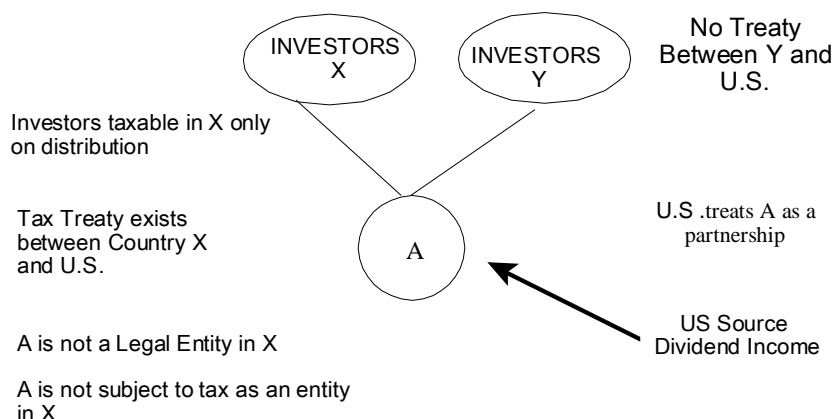 INVESTORS
X
INVESTORS
Y
No Treaty
Between Y and
U.S.
Investors taxable in X only
on distribution
Tax Treaty exists
between Country X
and U.S.
A
U.S .treats A as a
partnership
US Source
Dividend Income
A is not a Legal Entity in X
A is not subject to tax as an entity
in X